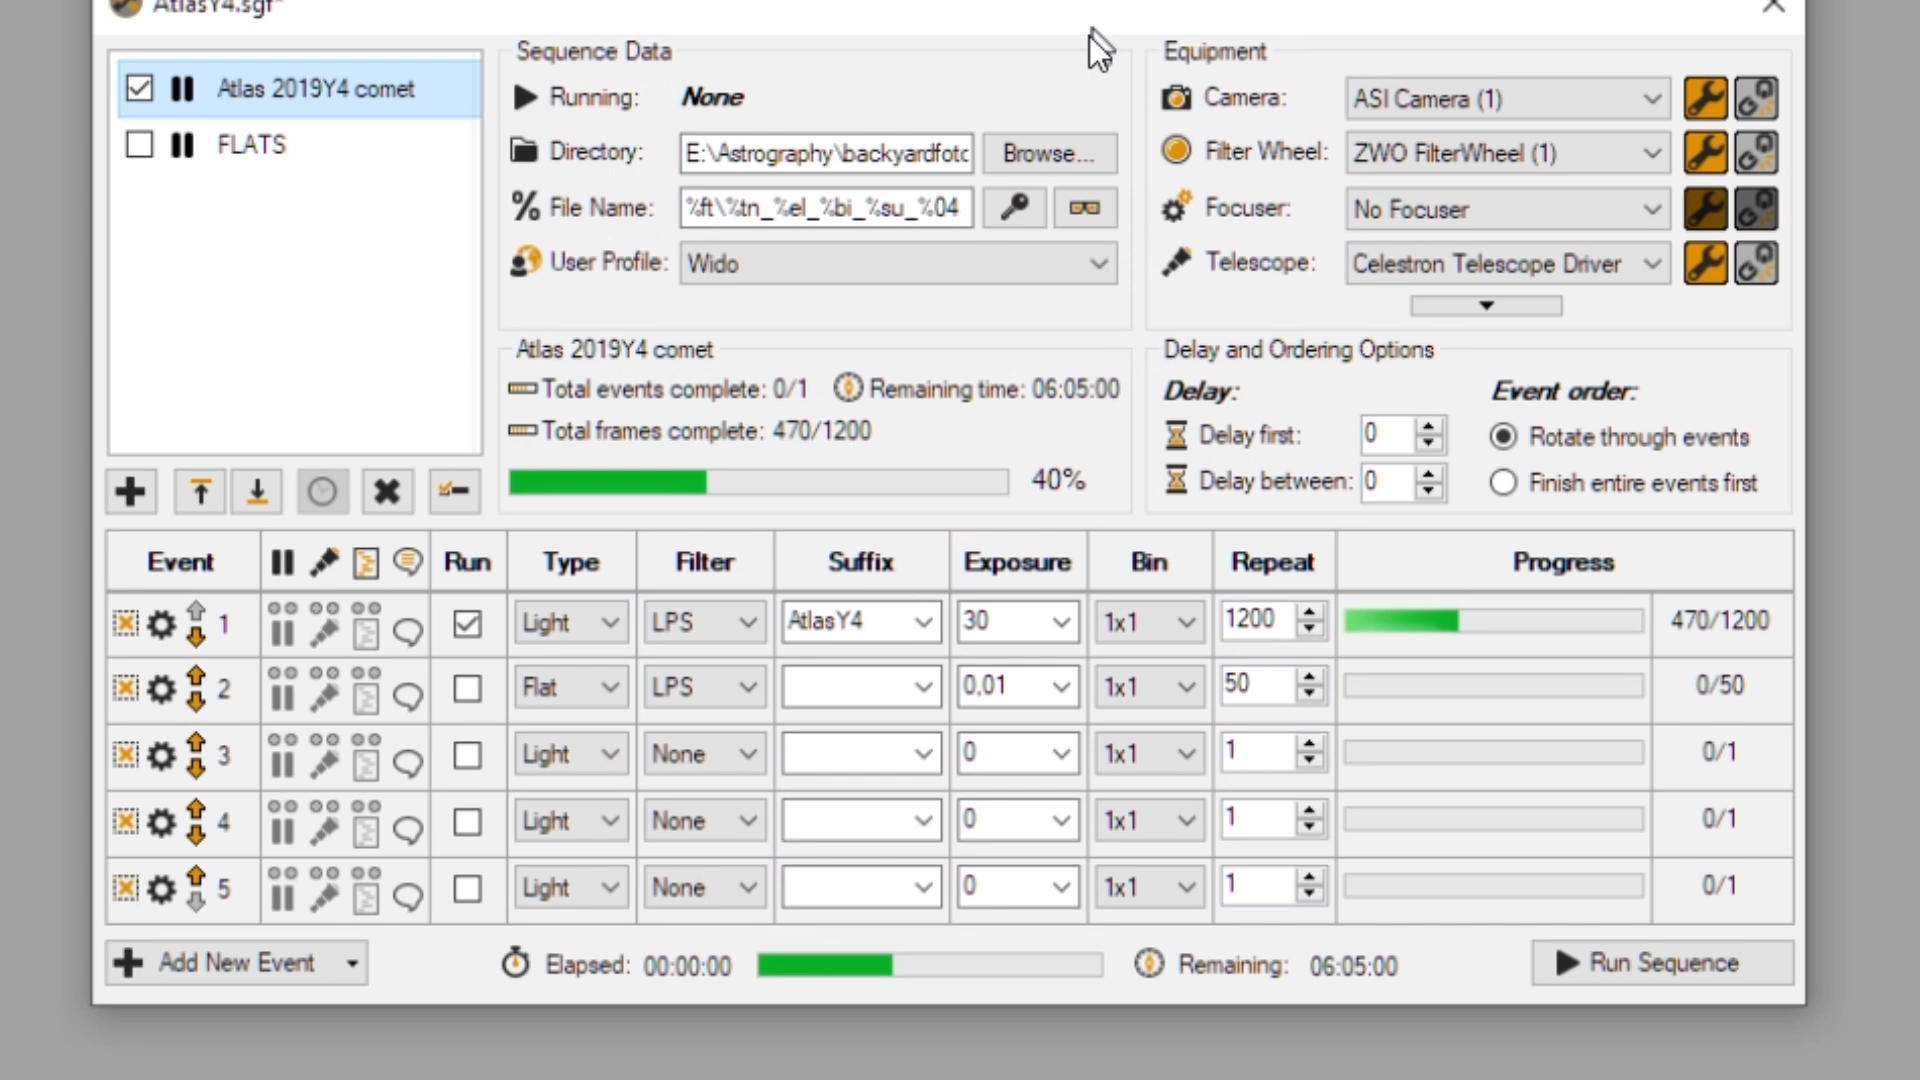 AtlasY4.sgf*
Atlas 2019Y4 comet
FLATS
Sequence Data
Running: None
Directory: E:\Astrography\backyardfoto Browse...
File Name: %ft\%tn_%el_%bi_%su_%04
User Profile: Wido
Equipment
Camera: ASI Camera (1)
Filter Wheel: ZWO FilterWheel (1)
Focuser: No Focuser
Telescope: Celestron Telescope Driver
Atlas 2019Y4 comet
Total events complete: 0/1 Remaining time: 06:05:00
Total frames complete: 470/1200
40%
Delay and Ordering Options
Delay: Event order:
Delay first: 0 Rotate through events
Delay between: 0 Finish entire events first
Event Run Type Filter Suffix Exposure Bin Repeat Progress
1 Light LPS AtlasY4 30 1x1 1200 470/1200
2 Flat LPS 0,01 1x1 50 0/50
3 Light None 0 1x1 1 0/1
4 Light None 0 1x1 1 0/1
5 Light None 0 1x1 1 0/1
Add New Event Elapsed: 00:00:00 Remaining: 06:05:00 Run Sequence